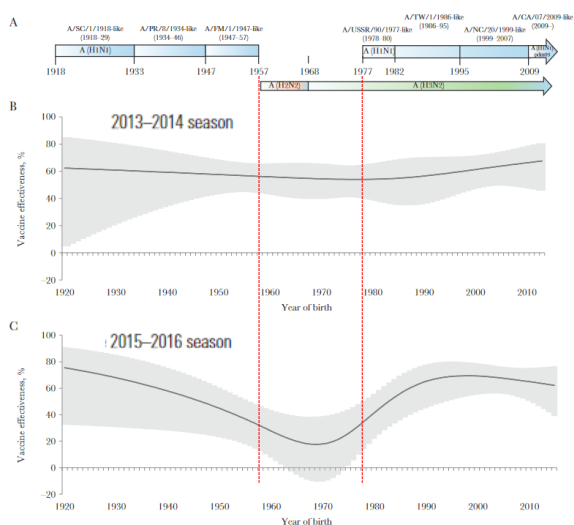 A
A/SC/1/1918-like
(1918–29)
A/PR/8/1934-like
(1934–46)
A/FM/1/1947-like
(1947–57)
A/USSR/90/1977-like
(1978–80)
A/TW/1/1986-like
(1986–95)
A/NC/20/1999-like
(1999–2007)
A/CA/07/2009-like
(2009–)
A (H1N1)
A (H1N1)
A (H1N1)
pdm09
1918 1933 1947 1957 1968 1977 1982 1995 2009
A (H2N2) A (H3N2)
B
2013–2014 season
Vaccine effectiveness, %
100
80
60
40
20
0
−20
1920 1930 1940 1950 1960 1970 1980 1990 2000 2010
Year of birth
C
2015–2016 season
Vaccine effectiveness, %
100
80
60
40
20
0
−20
1920 1930 1940 1950 1960 1970 1980 1990 2000 2010
Year of birth